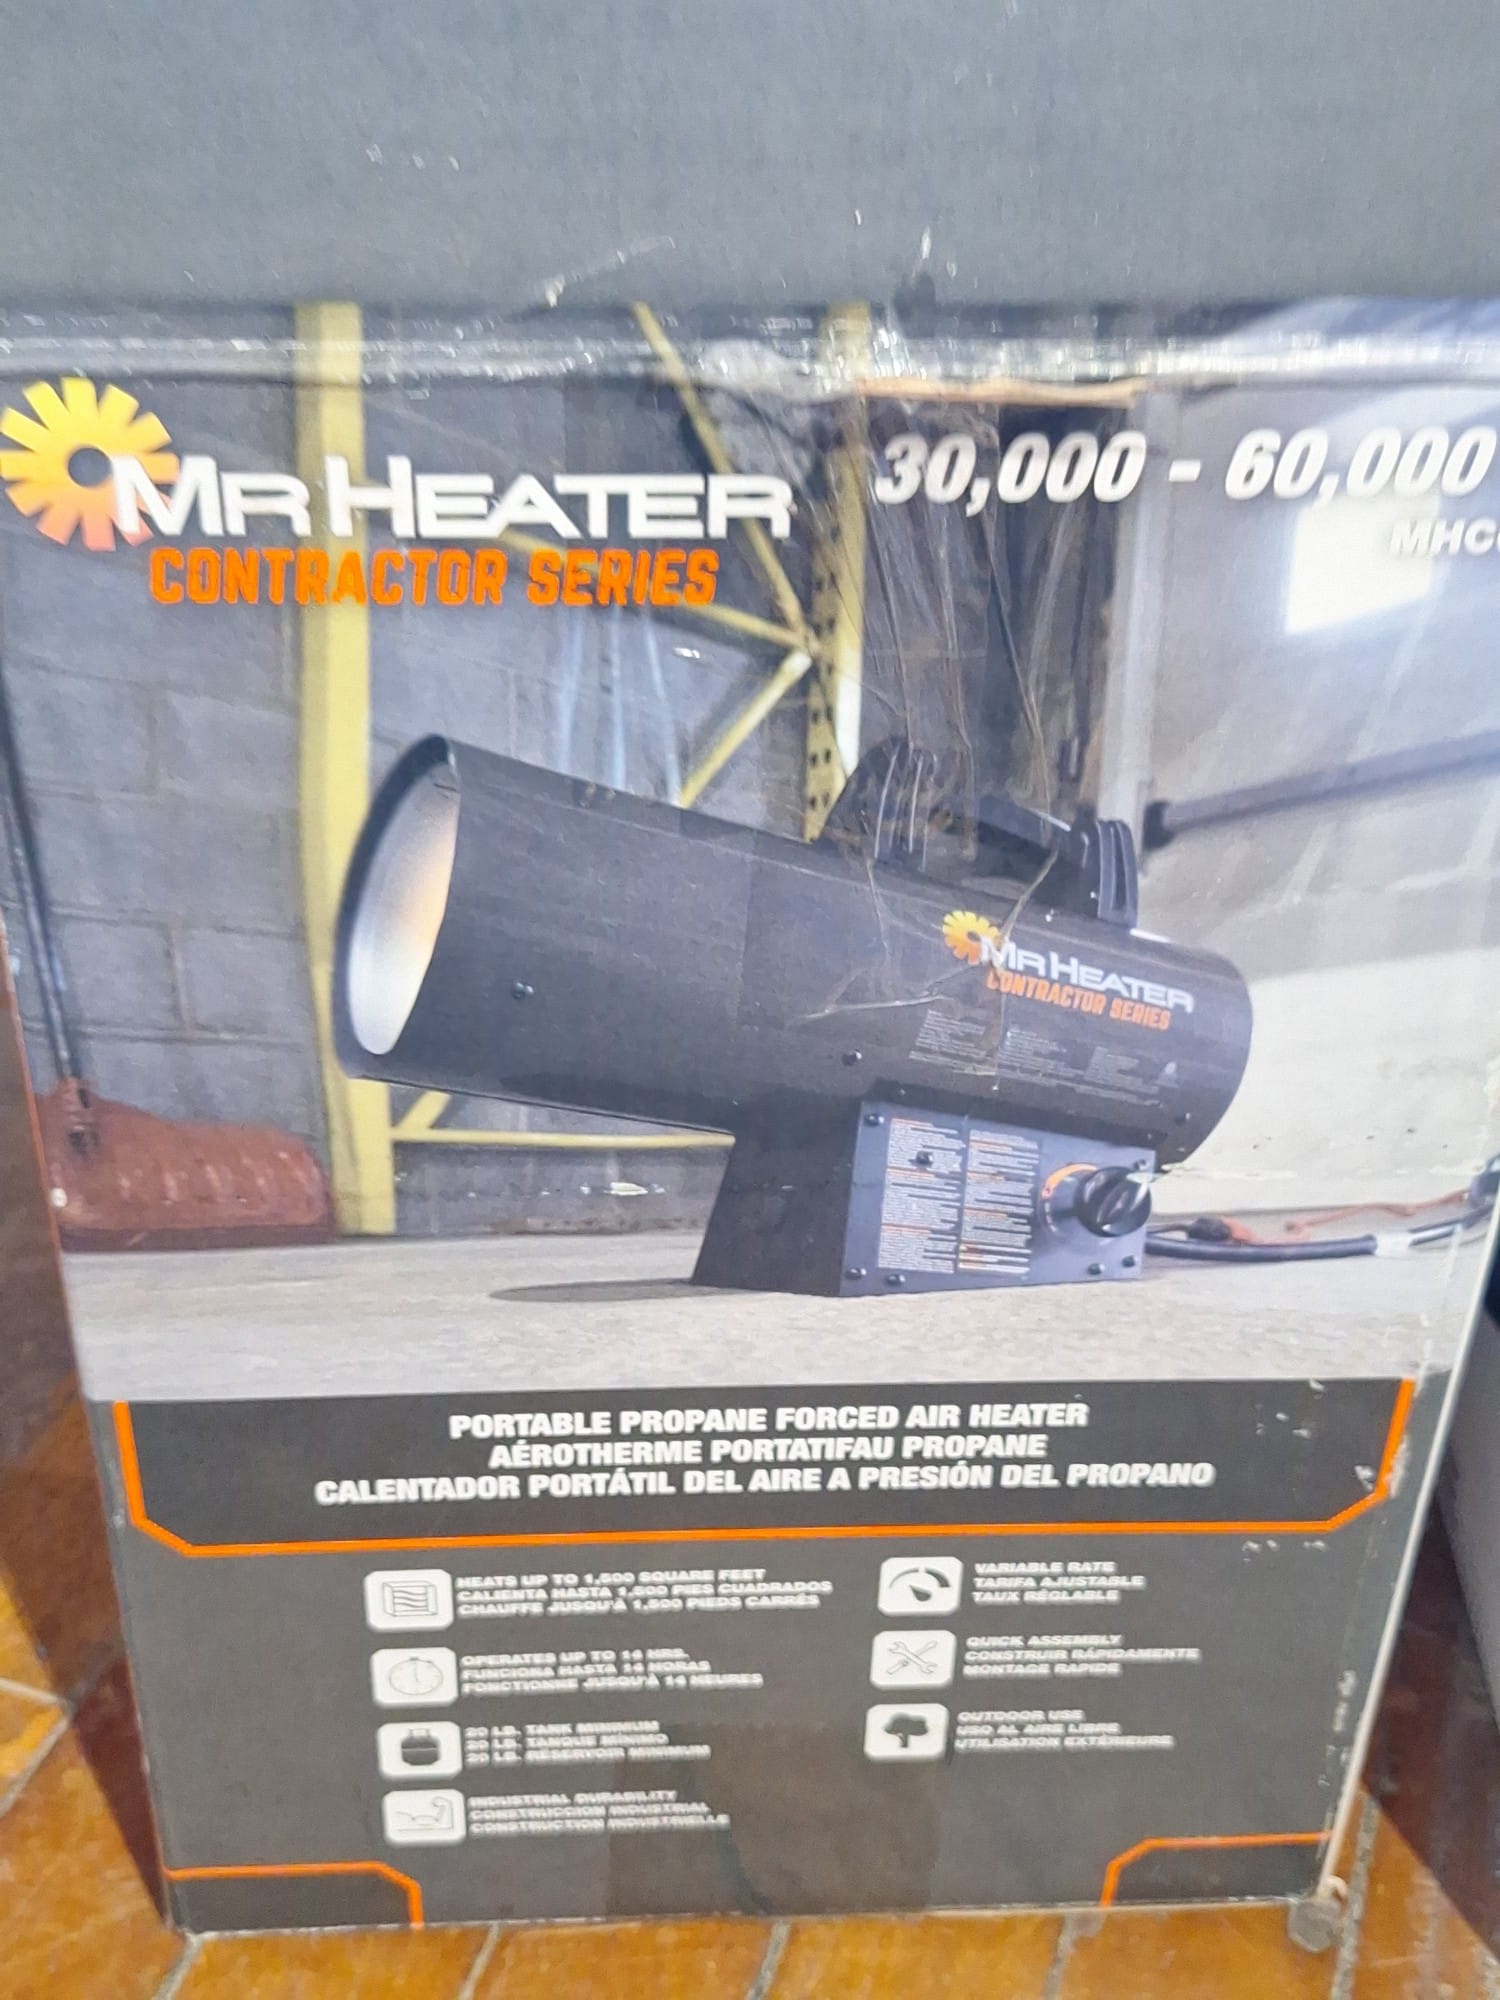 MR HEATER
CONTRACTOR SERIES
30,000 - 60,000
MHC
MR HEATER
CONTRACTOR SERIES
PORTABLE PROPANE FORCED AIR HEATER
AÉROTHERME PORTATIFAU PROPANE
CALENTADOR PORTÁTIL DEL AIRE A PRESIÓN DEL PROPANO
HEATS UP TO 1,500 SQUARE FEET
CALIENTA HASTA 1,500 PIES CUADRADOS
CHAUFFE JUSQU'À 1,500 PIEDS CARRÉS
OPERATES UP TO 14 HRS.
FUNCIONA HASTA 14 HORAS
FONCTIONNE JUSQU'À 14 HEURES
20 LB. TANK MINIMUM
20 LB. TANQUE MÍNIMO
20 LB. RÉSERVOIR MINIMUM
INDUSTRIAL DURABILITY
CONSTRUCCION INDUSTRIAL
CONSTRUCTION INDUSTRIELLE
VARIABLE RATE
TARIFA AJUSTABLE
TAUX RÉGLABLE
QUICK ASSEMBLY
CONSTRUIR RÁPIDAMENTE
MONTAGE RAPIDE
OUTDOOR USE
USO AL AIRE LIBRE
UTILISATION EXTÉRIEURE